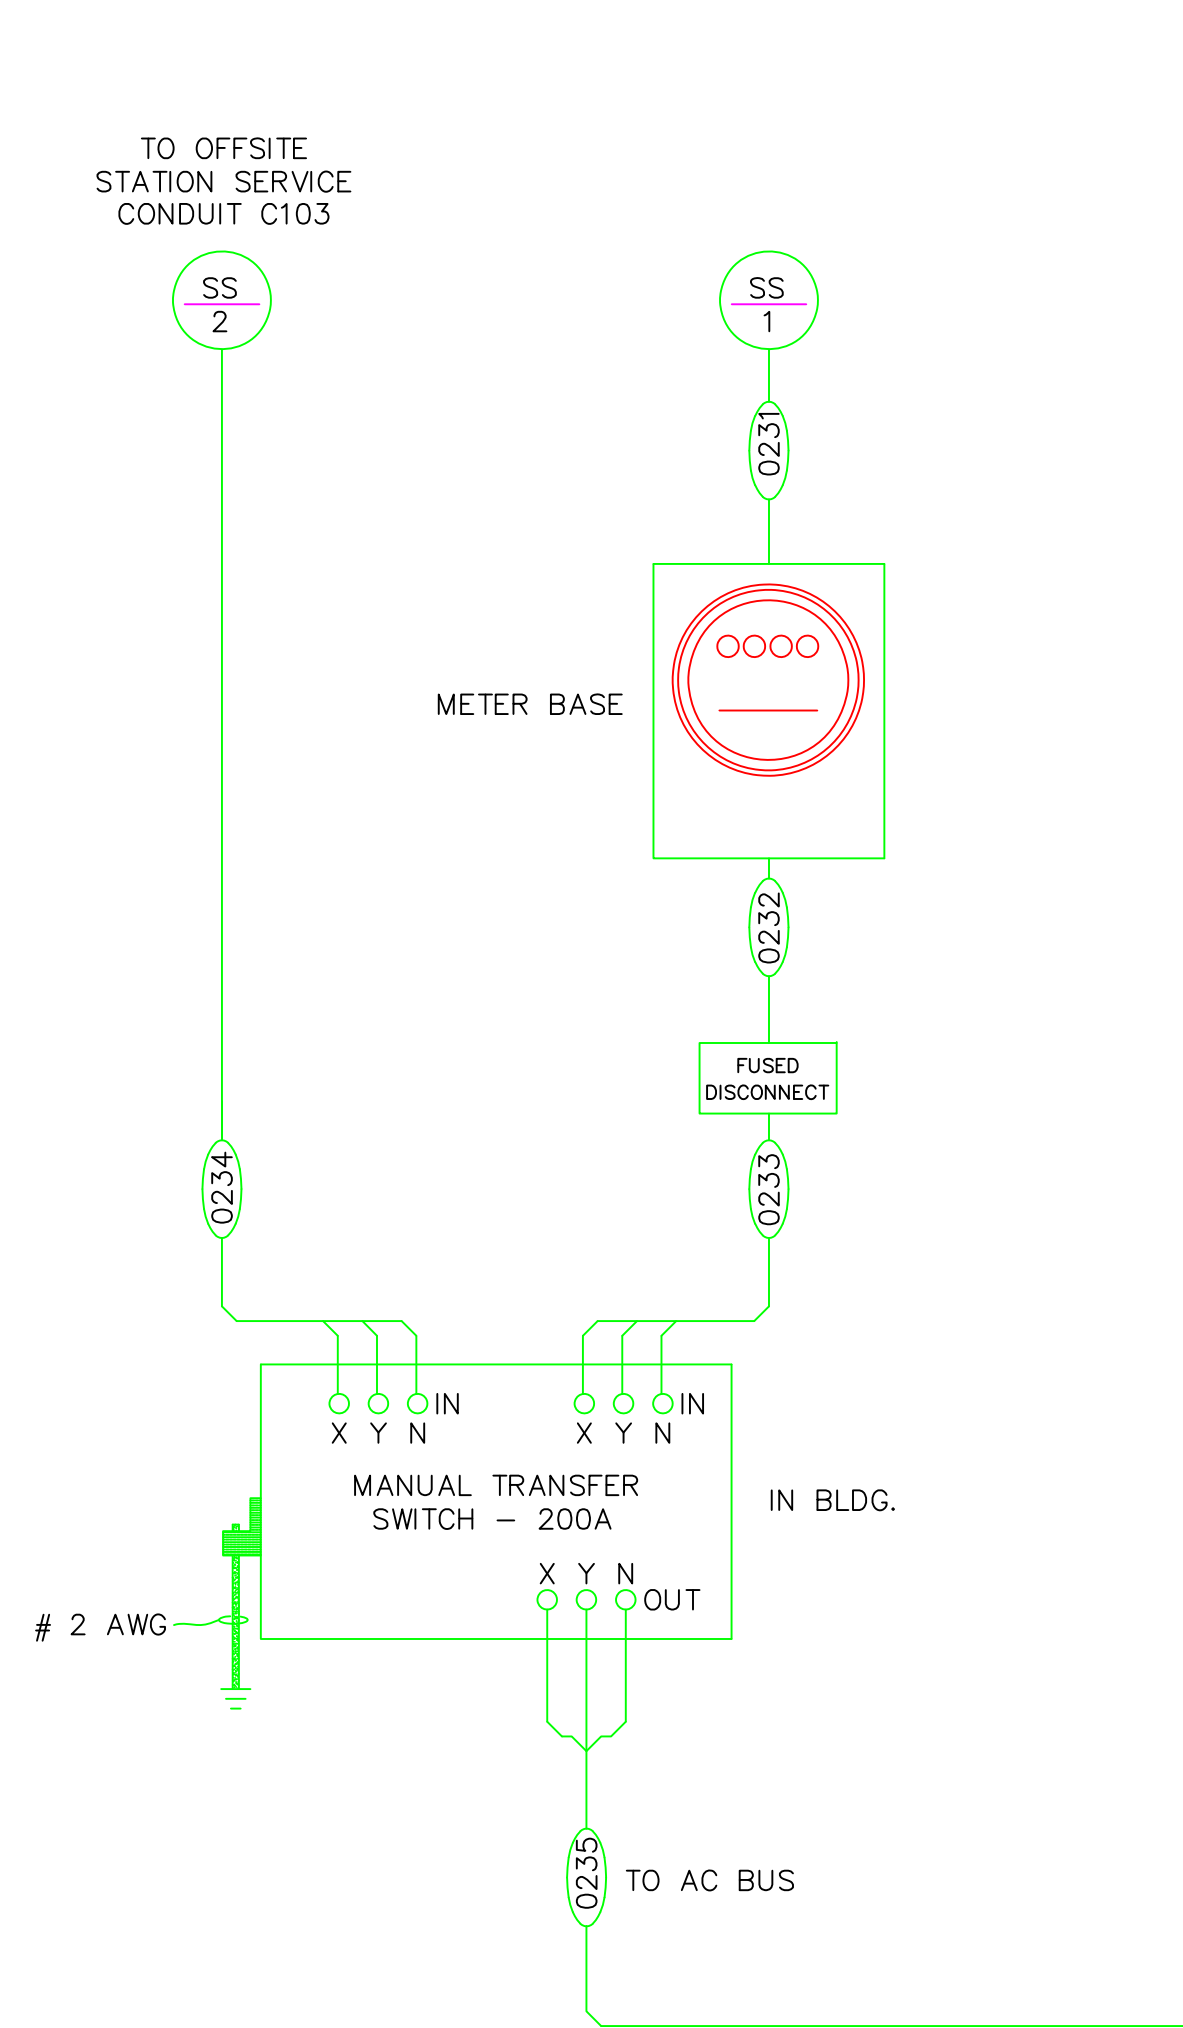 TO OFFSITE
STATION SERVICE
CONDUIT C103
SS
2
SS
1
0231
METER BASE
0232
FUSED
DISCONNECT
0234
0233
IN
X Y N
IN
X Y N
MANUAL TRANSFER
SWITCH - 200A
IN BLDG.
X Y N
OUT
# 2 AWG
0235
TO AC BUS